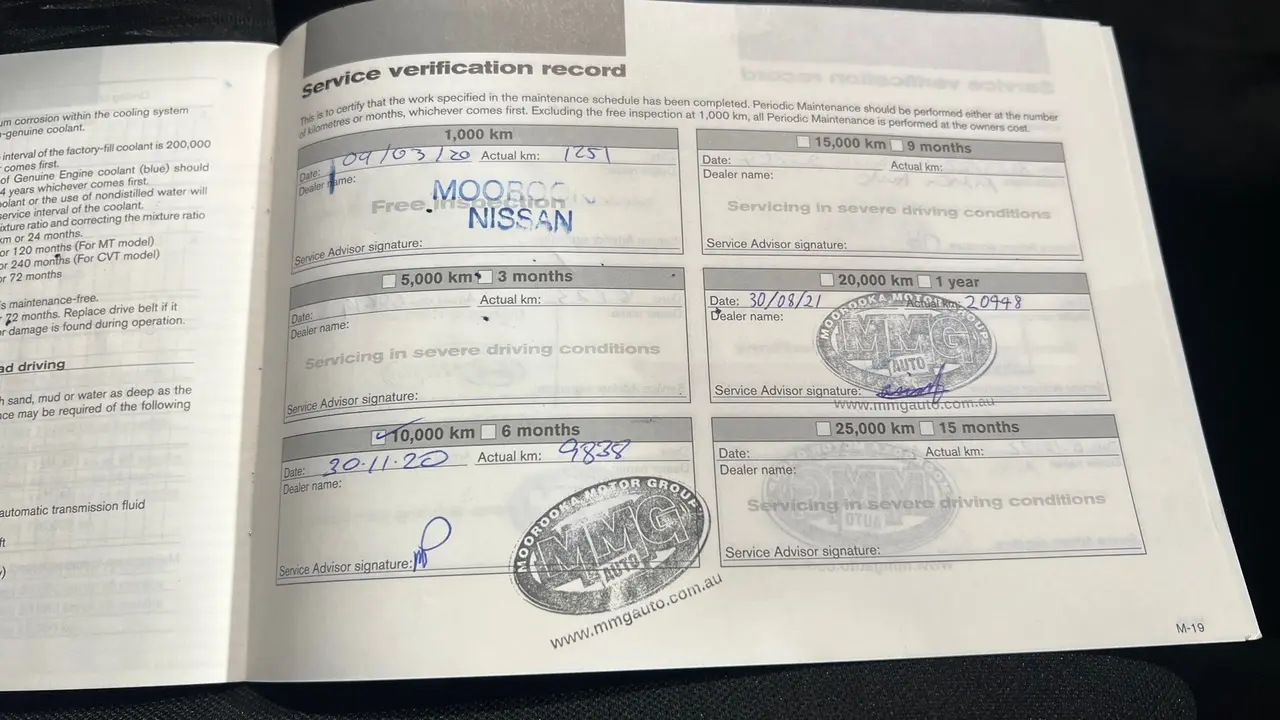 um corrosion within the cooling system
-genuine coolant.
interval of the factory-fill coolant is 200,000
comes first.
of Genuine Engine coolant (blue) should
4 years whichever comes first.
olant or the use of nondistilled water will
service interval of the coolant.
ixture ratio and correcting the mixture ratio
km or 24 months.
or 120 months (For MT model)
or 240 months (For CVT model)
or 72 months
s maintenance-free.
72 months. Replace drive belt if it
or damage is found during operation.
ad driving
h sand, mud or water as deep as the
nce may be required of the following
automatic transmission fluid
ft
Service verification record
This is to certify that the work specified in the maintenance schedule has been completed. Periodic Maintenance should be performed either at the number
of kilometres or months, whichever comes first. Excluding the free inspection at 1,000 km, all Periodic Maintenance is performed at the owners cost.
1,000 km
Date: 09/03/20 Actual km: 1251
Dealer name:
Free Inspection
MOOROO
NISSAN
Service Advisor signature:
5,000 km 3 months
Date: Actual km:
Dealer name:
Servicing in severe driving conditions
Service Advisor signature:
10,000 km 6 months
Date: 30.11.20 Actual km: 9838
Dealer name:
MOOROOKA MOTOR GROUP
MMG
AUTO
Service Advisor signature:
www.mmgauto.com.au
15,000 km 9 months
Date: Actual km:
Dealer name:
Servicing in severe driving conditions
Service Advisor signature:
20,000 km 1 year
Date: 30/08/21 Actual km: 20948
Dealer name:
MOOROOKA MOTOR GROUP
MMG
AUTO
Service Advisor signature:
www.mmgauto.com.au
25,000 km 15 months
Date: Actual km:
Dealer name:
Servicing in severe driving conditions
Service Advisor signature:
M-19